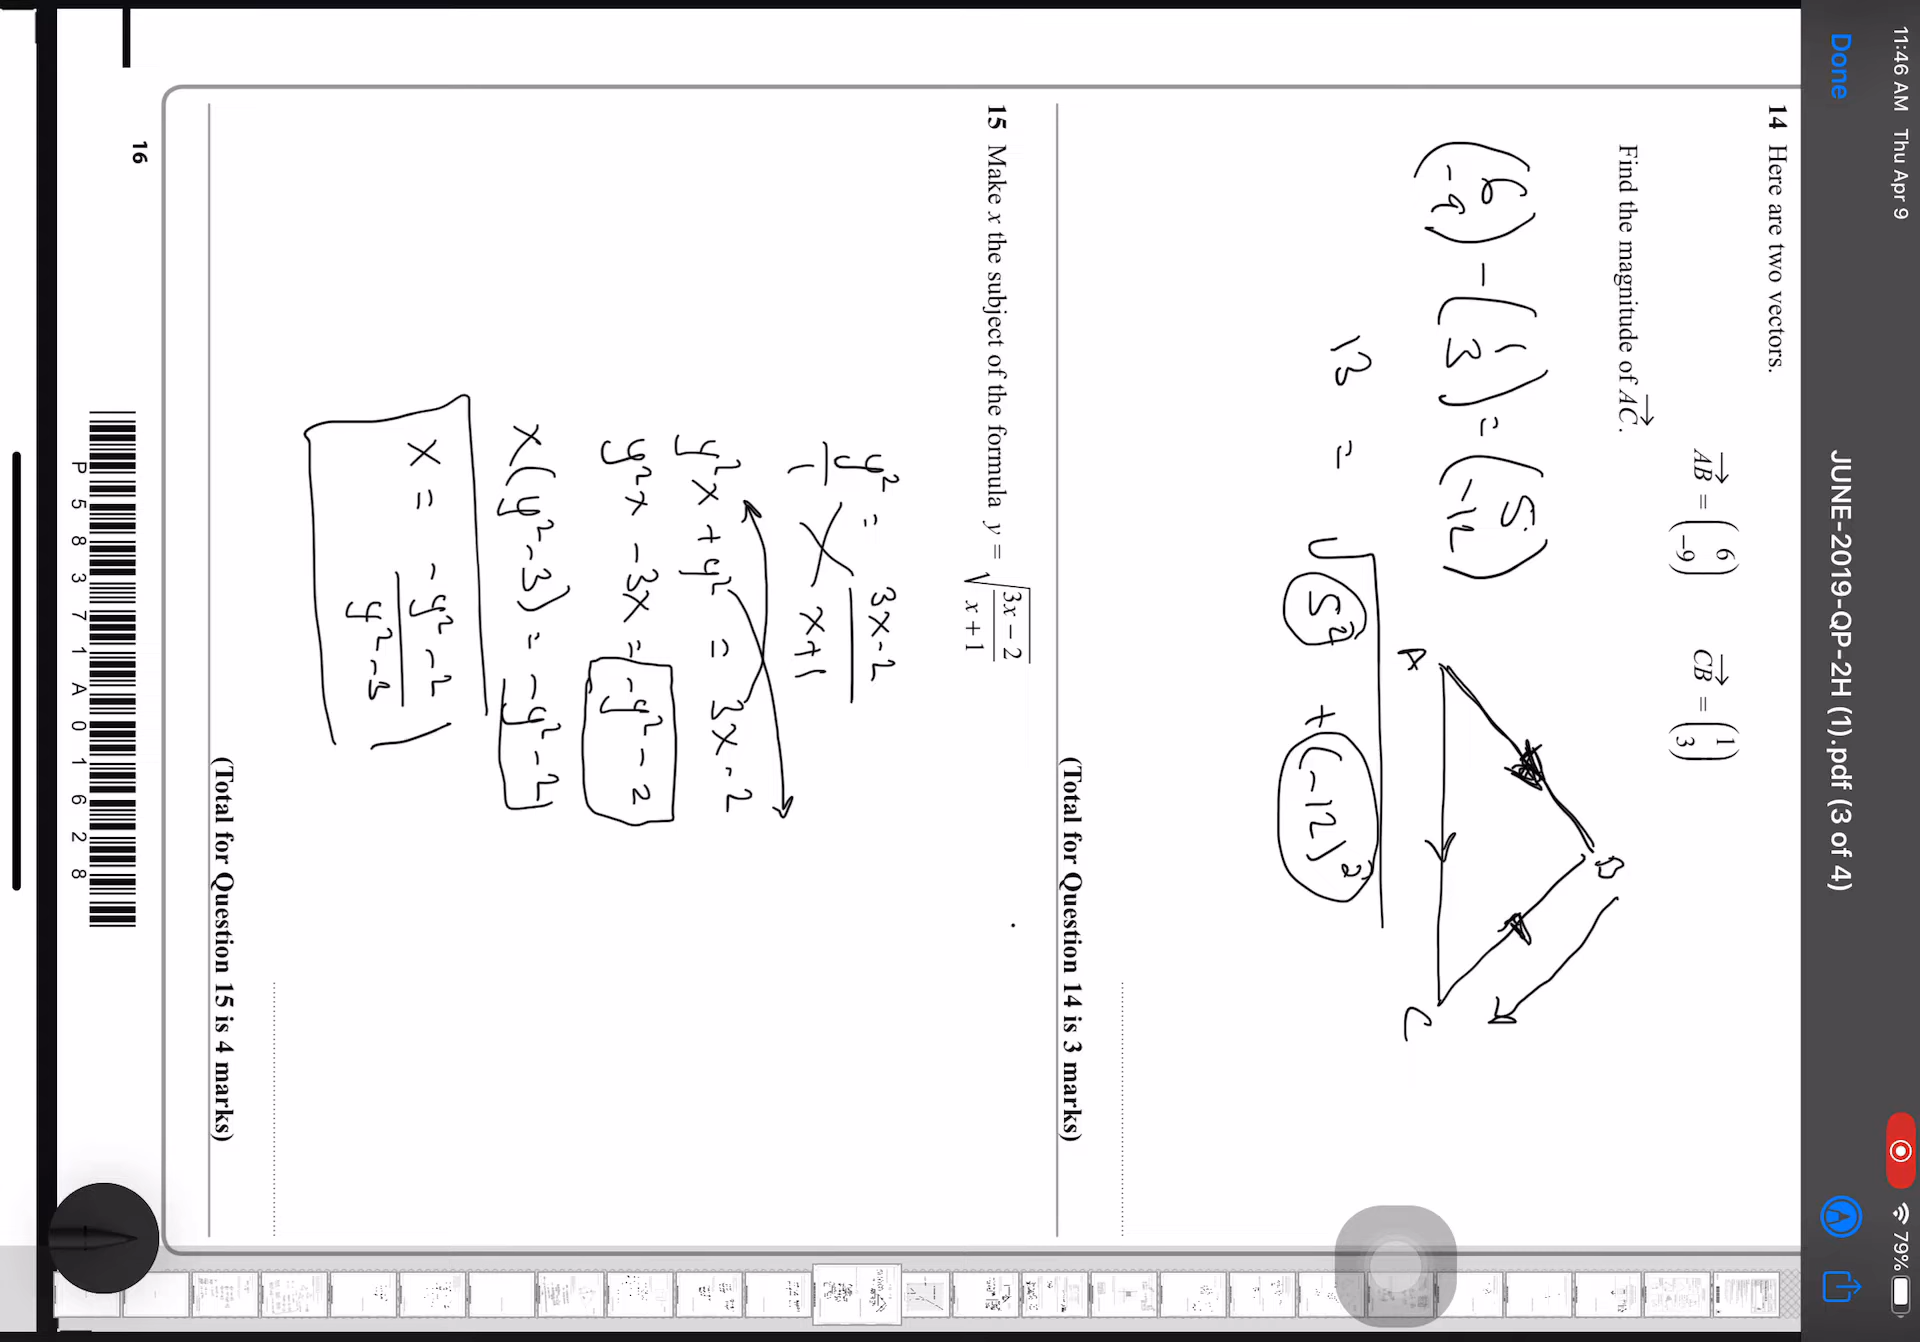 11:46 AM Thu Apr 9
79%
Done
JUNE-2019-QP-2H (1).pdf (3 of 4)
14 Here are two vectors.
AB = (6 -9) CB = (1 3)
Find the magnitude of AC.
(6 -9) - (1 3) = (5 -12)
A B C
13 = √5² + (-12)²
(Total for Question 14 is 3 marks)
15 Make x the subject of the formula y = √(3x – 2)/(x + 1)
y²/1 = 3x-2/x+1
y²x + y² = 3x-2
y²x - 3x = -y² - 2
x(y²-3) = -y²-2
x = -y²-2/y²-3
(Total for Question 15 is 4 marks)
16
P 5 8 3 7 1 A 0 1 6 2 8